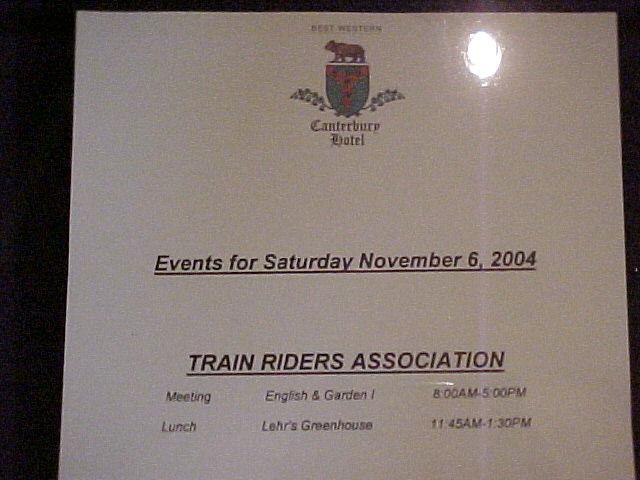 BEST WESTERN
Canterbury
Hotel
Events for Saturday November 6, 2004
TRAIN RIDERS ASSOCIATION
Meeting English & Garden I 8:00AM-5:00PM
Lunch Lehr's Greenhouse 11:45AM-1:30PM